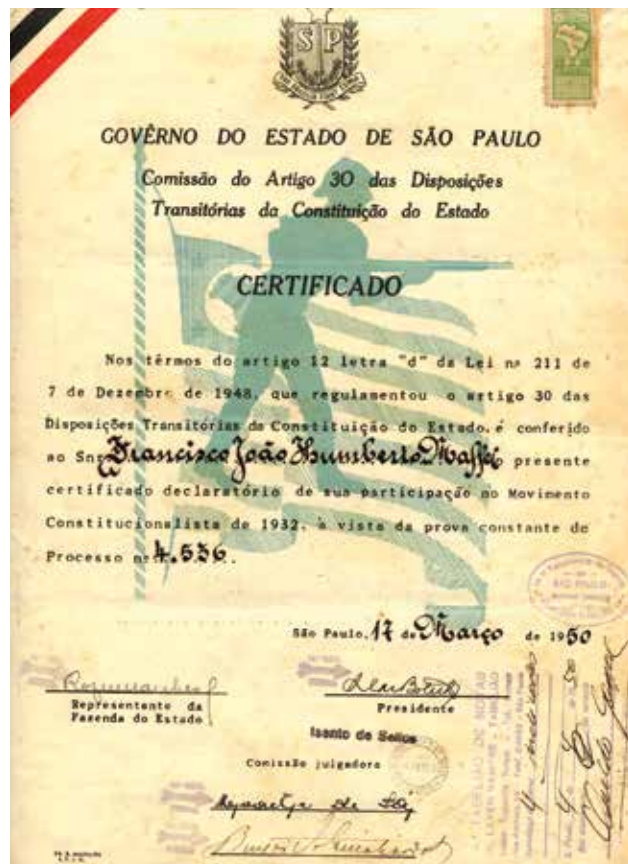 SP
GOVÊRNO DO ESTADO DE SÃO PAULO
Comissão do Artigo 30 das Disposições
Transitórias da Constituição do Estado
CERTIFICADO
Nos têrmos do artigo 12 letra "d" da Lei nº 211 de
7 de Dezembro de 1948, que regulamentou o artigo 30 das
Disposições Transitórias da Constituição do Estado, é conferido
ao Snr. Francisco João Humberto Maffei presente
certificado declaratório de sua participação no Movimento
Constitucionalista de 1932, à vista da prova constante do
Processo nº 4.536
São Paulo, 17 de Março de 1950
Representante da
Fazenda do Estado
Presidente
Isento de Selos
Comissão julgadora